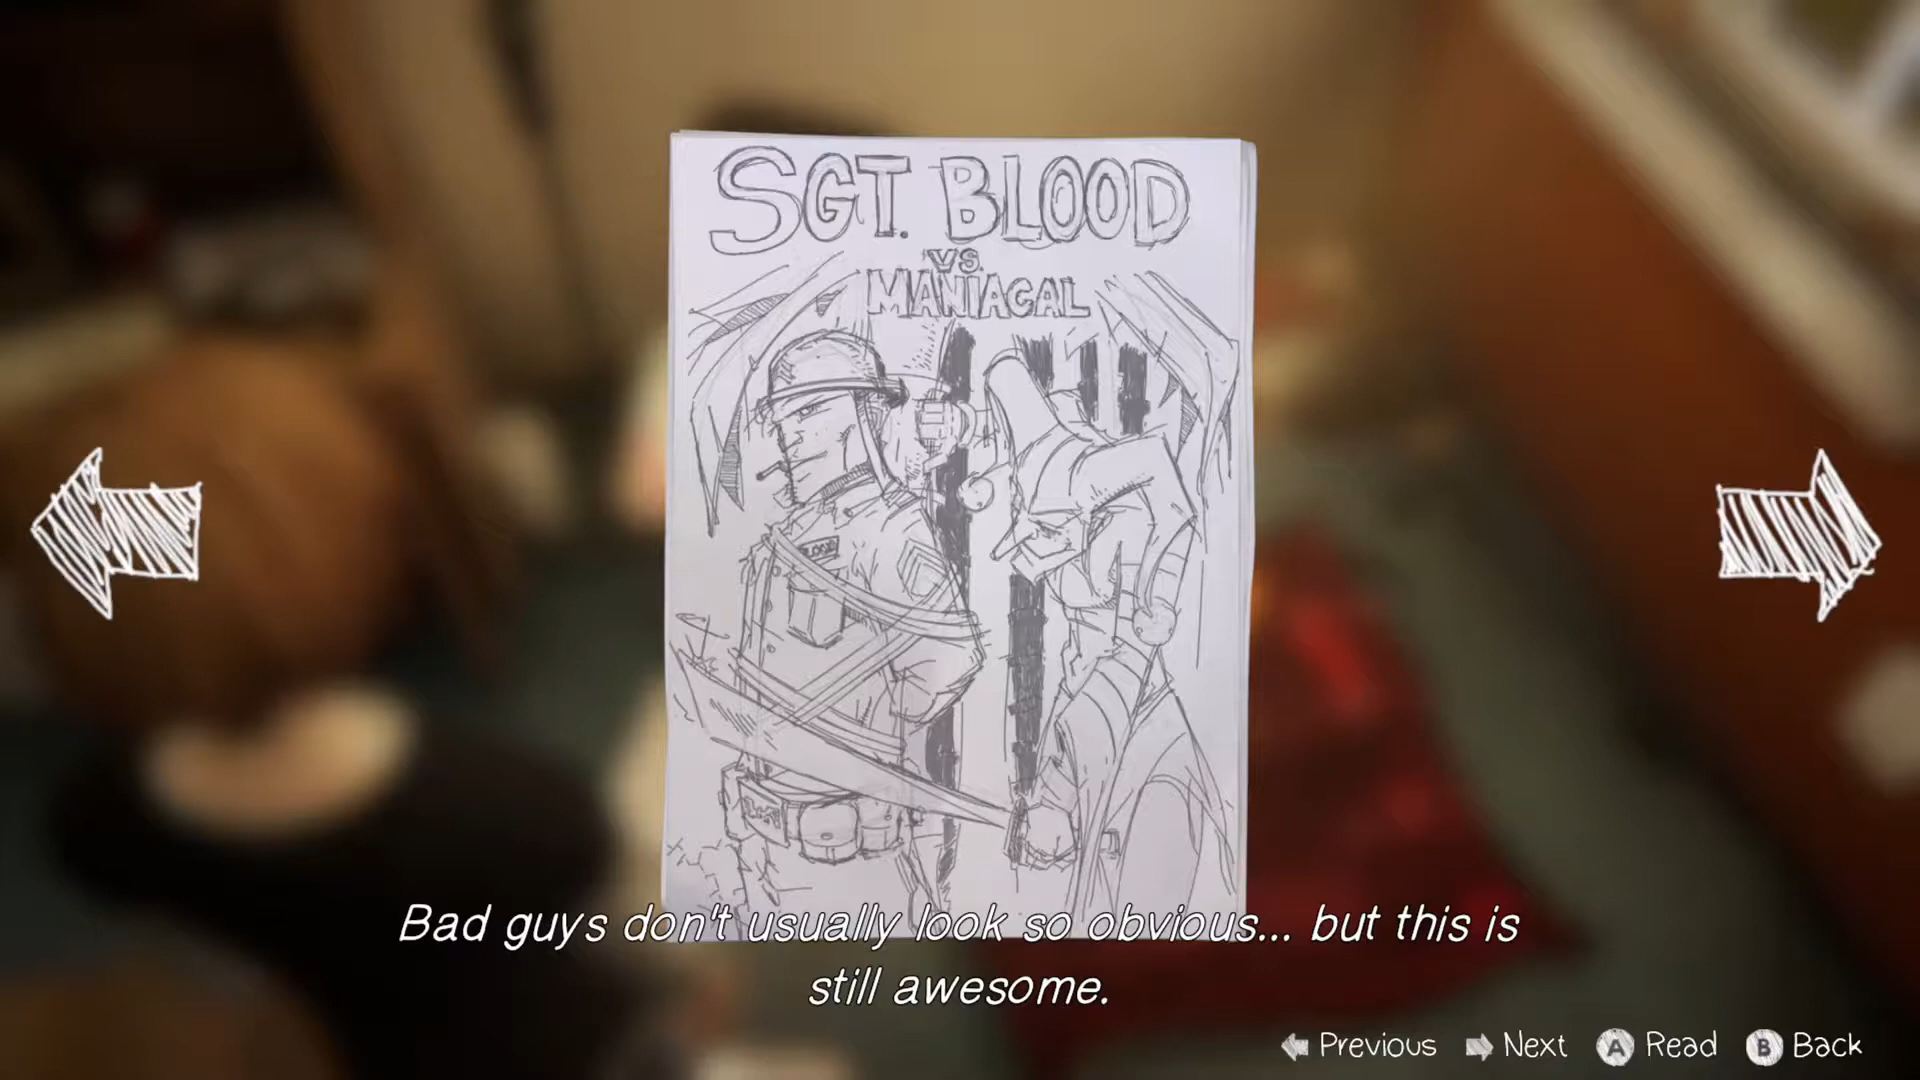 SGT. BLOOD
VS.
MANIACAL
BLOOD
Bad guys don't usually look so obvious... but this is
still awesome.
Previous Next A Read B Back